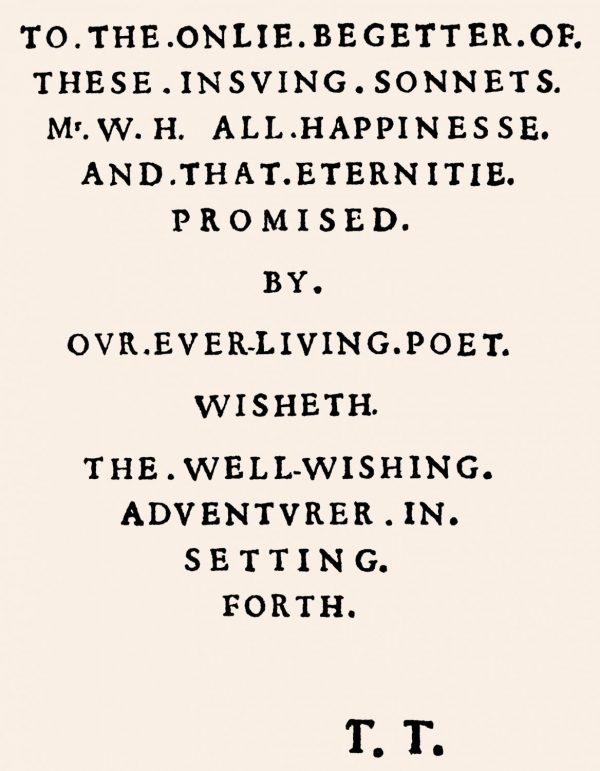 TO.THE.ONLIE.BEGETTER.OF.
THESE.INSVING.SONNETS.
Mr.W.H. ALL.HAPPINESSE.
AND.THAT.ETERNITIE.
PROMISED.
BY.
OVR.EVER-LIVING.POET.
WISHETH.
THE.WELL-WISHING.
ADVENTVRER.IN.
SETTING.
FORTH.
T. T.